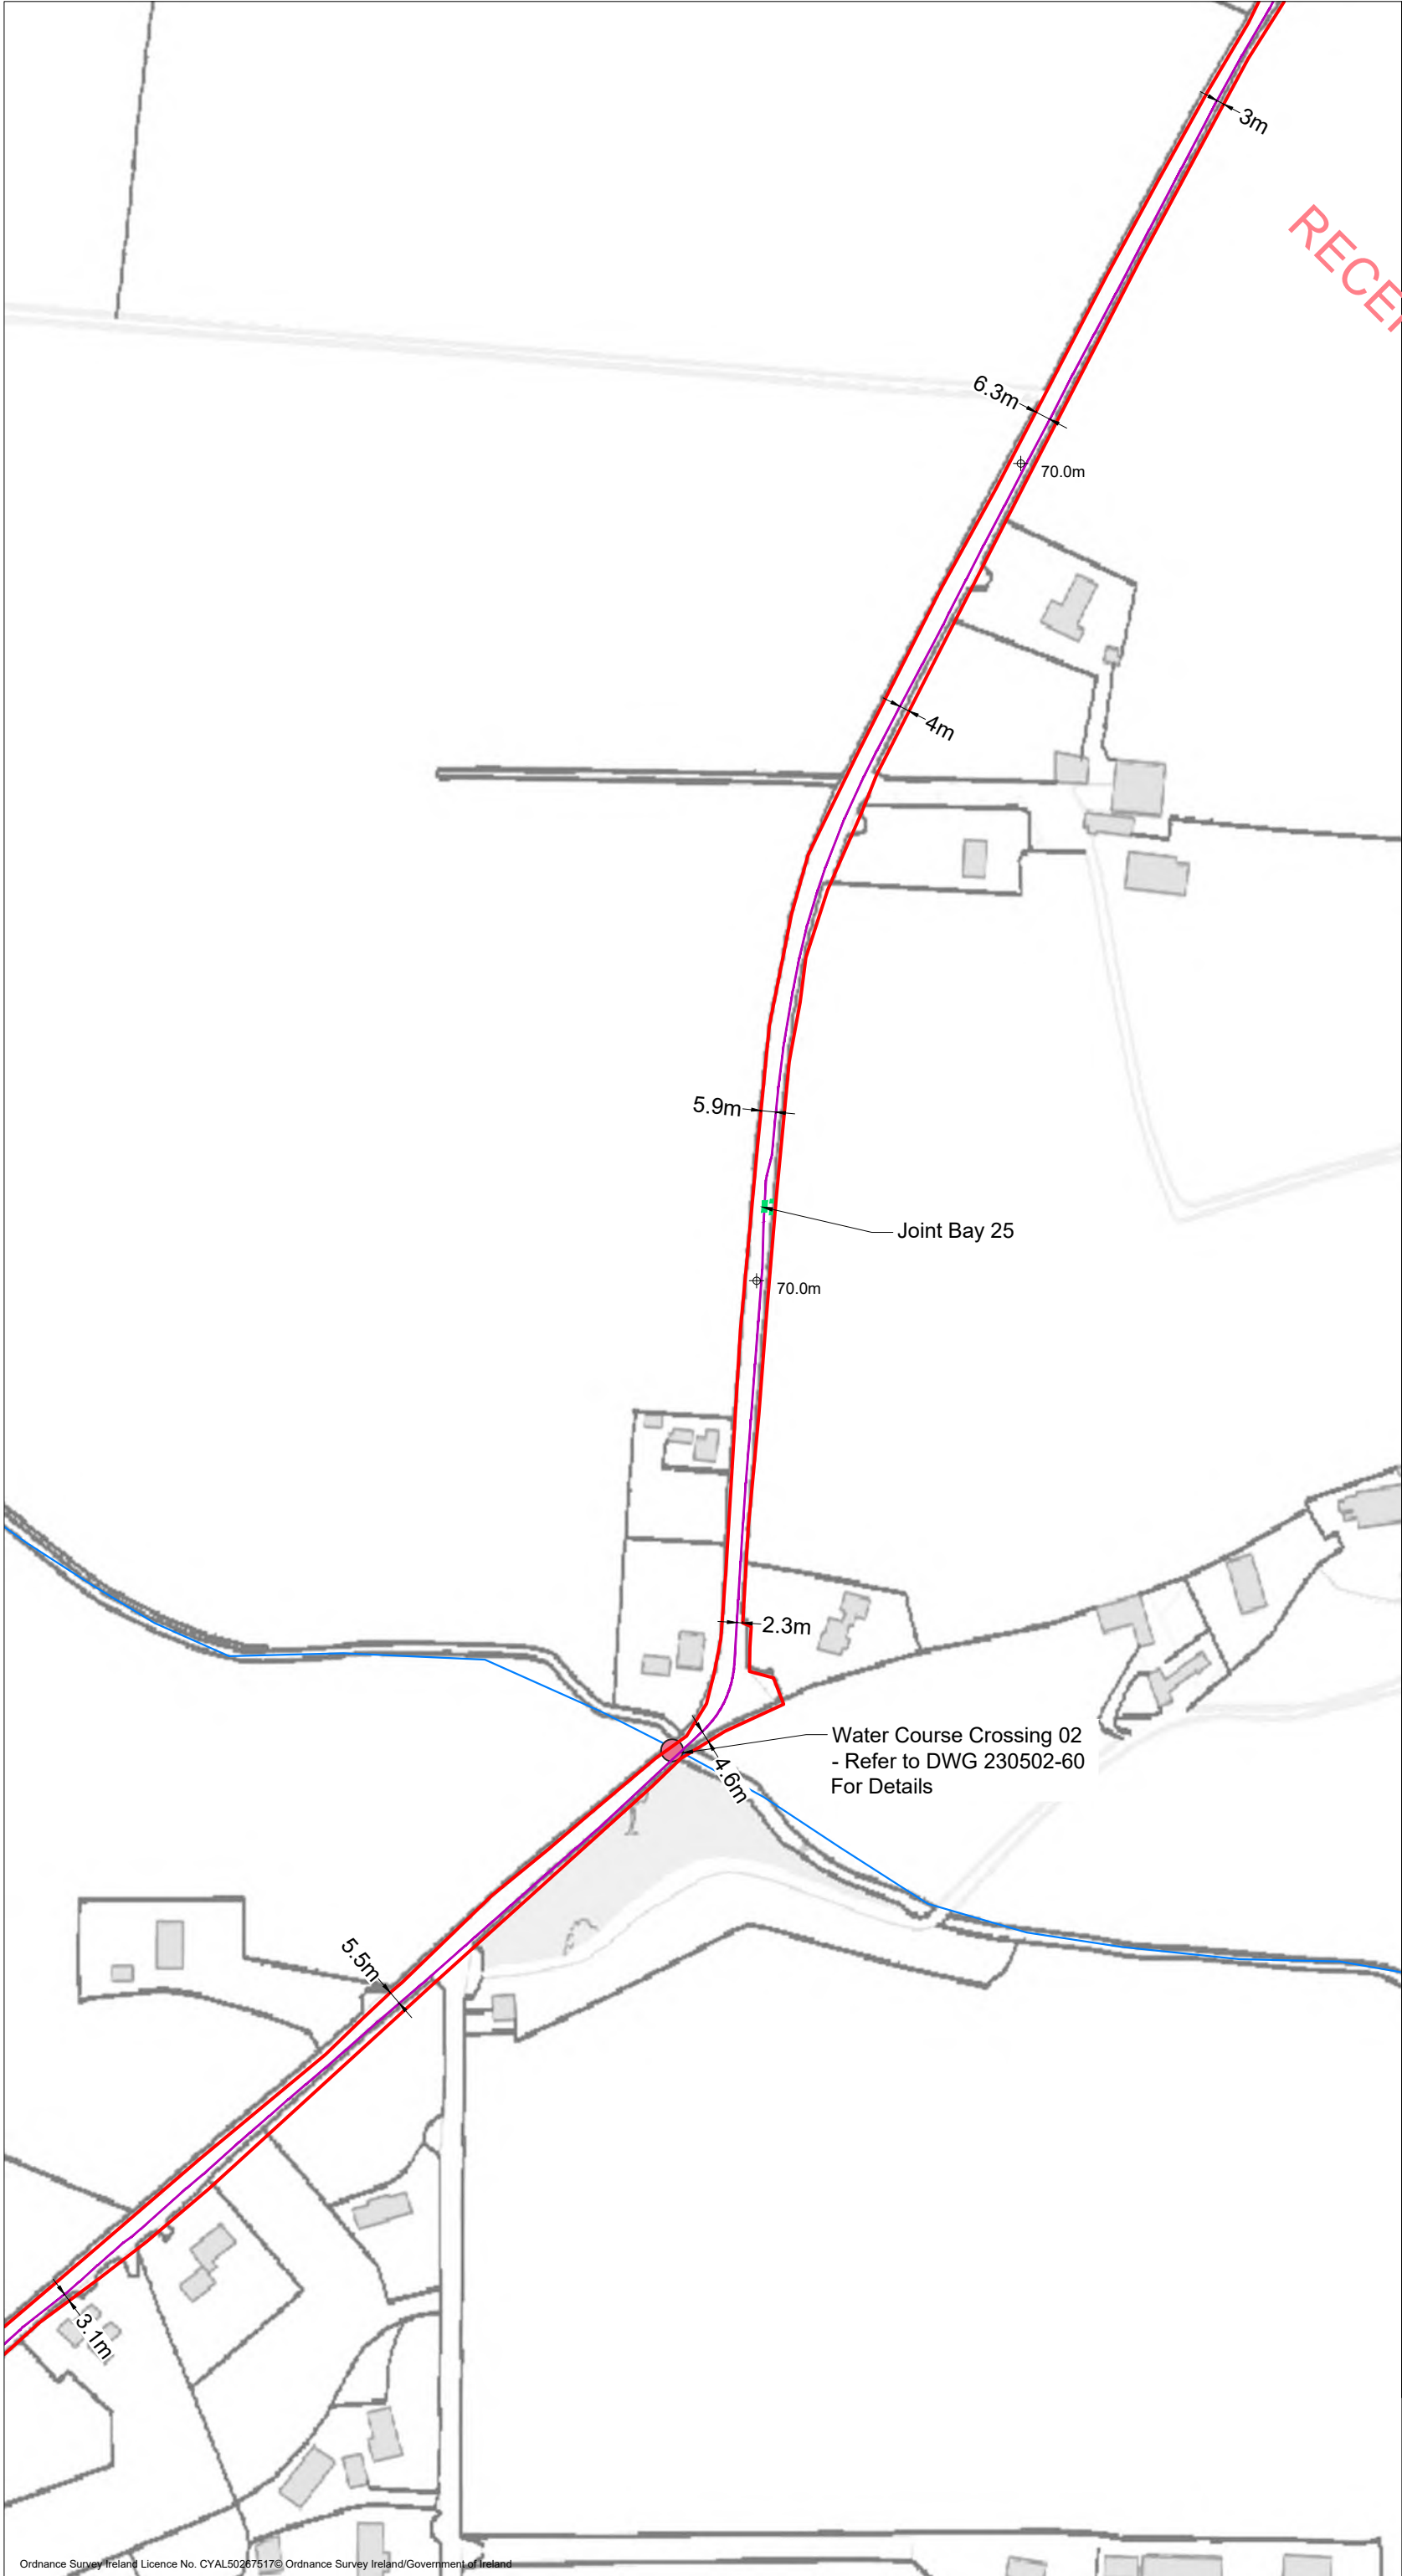 3m
6.3m
70.0m
4m
5.9m
Joint Bay 25
70.0m
2.3m
Water Course Crossing 02
- Refer to DWG 230502-60
For Details
4.6m
5.5m
3.1m
Ordnance Survey Ireland Licence No. CYAL50267517© Ordnance Survey Ireland/Government of Ireland